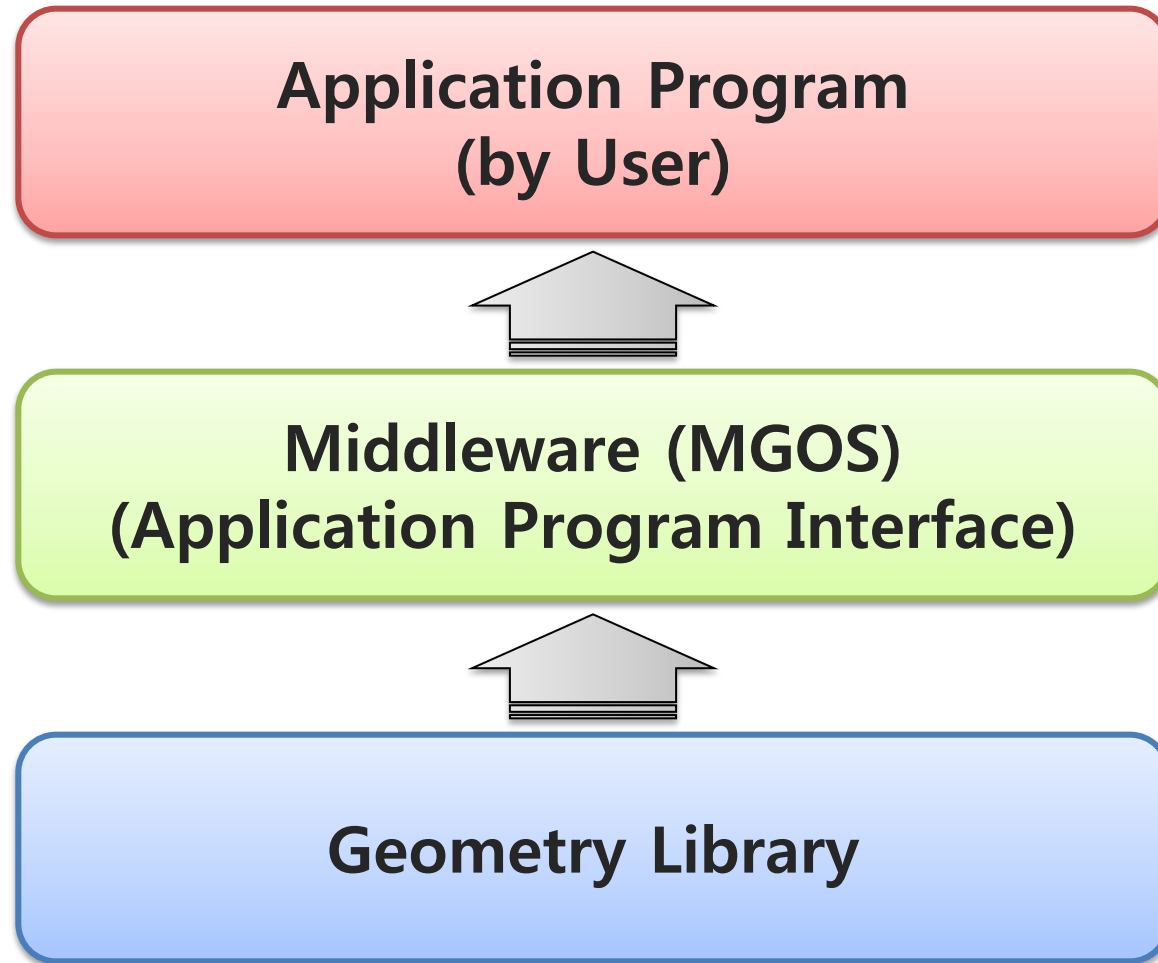 Application Program
(by User)
Middleware (MGOS)
(Application Program Interface)
Geometry Library